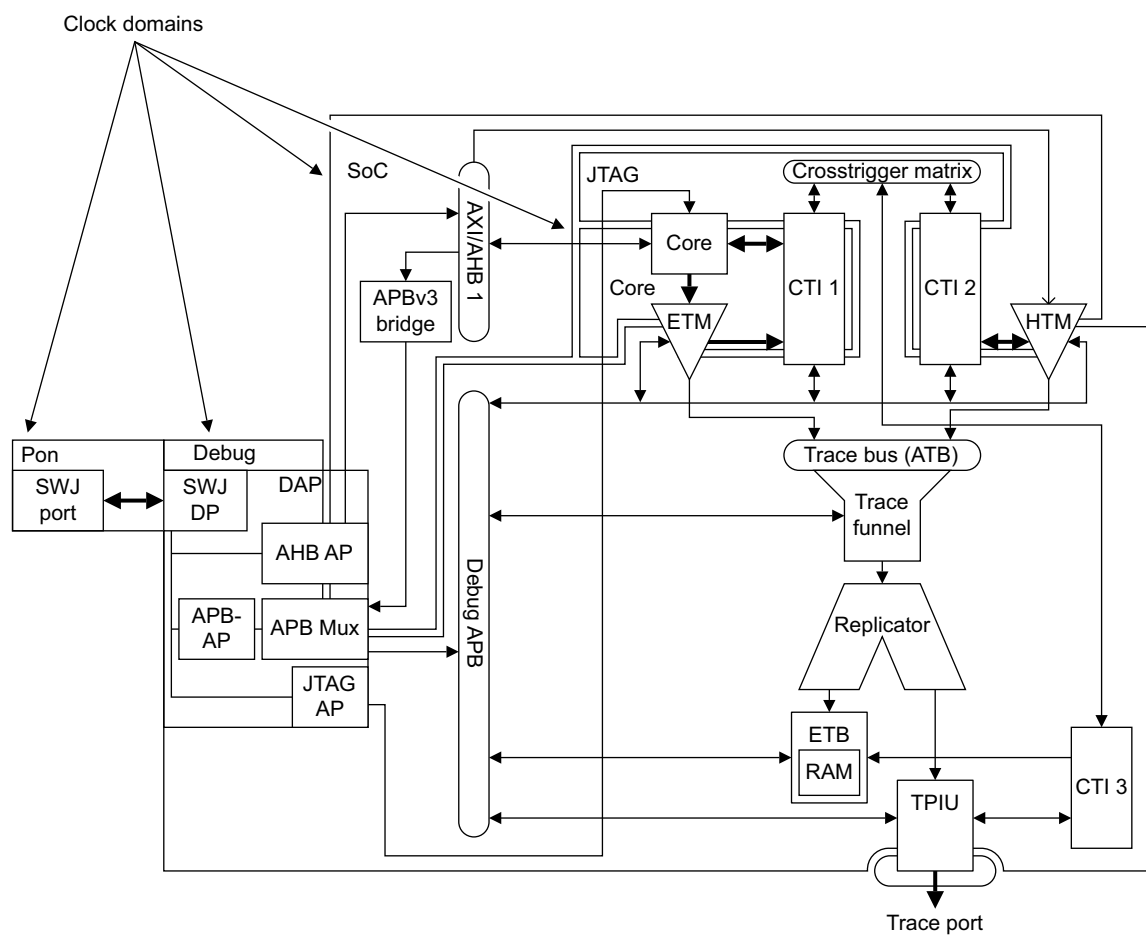 Clock domains
SoC
JTAG
Crosstrigger matrix
AXI/AHB 1
Core
CTI 1
CTI 2
Core
APBv3
bridge
ETM
HTM
Pon
Debug
Trace bus (ATB)
SWJ
port
SWJ
DP
DAP
Trace
funnel
AHB AP
Debug APB
APB-
AP
APB Mux
Replicator
JTAG
AP
ETB
RAM
TPIU
CTI 3
Trace port